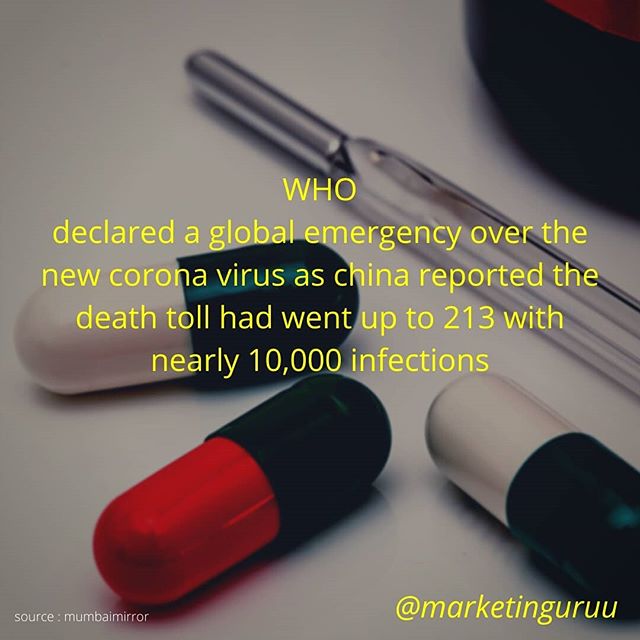 WHO
declared a global emergency over the
new corona virus as china reported the
death toll had went up to 213 with
nearly 10,000 infections
source : mumbaimirror
@marketinguruu